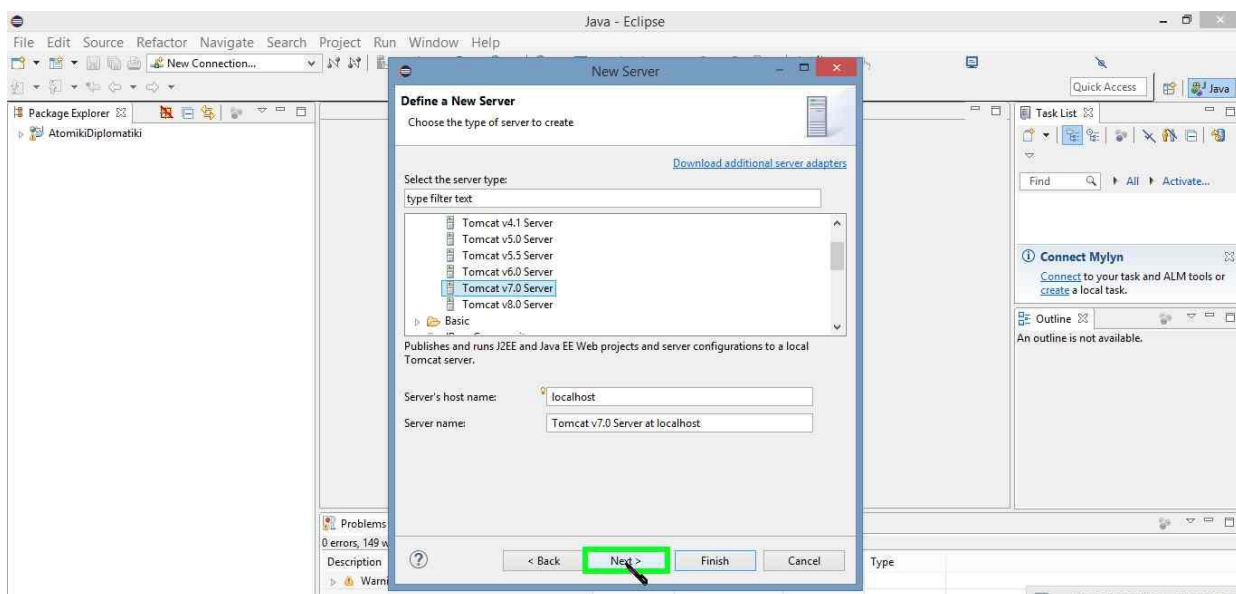 Java - Eclipse
File Edit Source Refactor Navigate Search Project Run Window Help
New Connection...
Quick Access
Java
Package Explorer
AtomikiDiplomatiki
New Server
Define a New Server
Choose the type of server to create
Download additional server adapters
Select the server type:
type filter text
Tomcat v4.1 Server
Tomcat v5.0 Server
Tomcat v5.5 Server
Tomcat v6.0 Server
Tomcat v7.0 Server
Tomcat v8.0 Server
Basic
Publishes and runs J2EE and Java EE Web projects and server configurations to a local
Tomcat server.
Server's host name: localhost
Server name: Tomcat v7.0 Server at localhost
? < Back Next > Finish Cancel
Task List
Find All Activate...
Connect Mylyn
Connect to your task and ALM tools or
create a local task.
Outline
An outline is not available.
Problems
0 errors, 149 w
Description Type
Warni